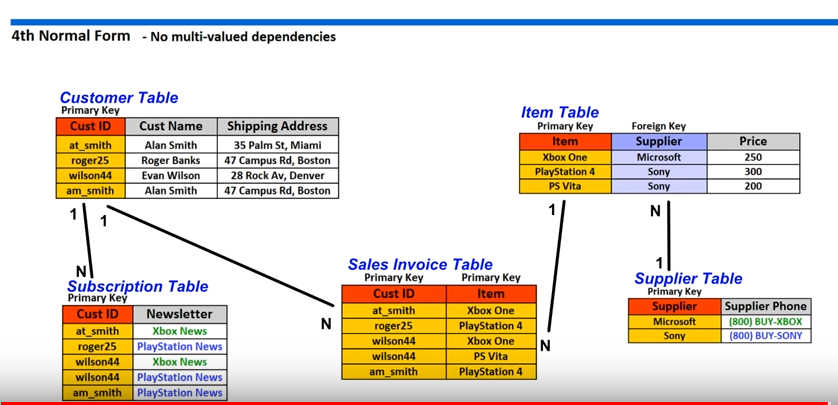 4th Normal Form - No multi-valued dependencies
Customer Table
Primary Key
Cust ID Cust Name Shipping Address
at_smith Alan Smith 35 Palm St, Miami
roger25 Roger Banks 47 Campus Rd, Boston
wilson44 Evan Wilson 28 Rock Av, Denver
am_smith Alan Smith 47 Campus Rd, Boston
Item Table
Primary Key Foreign Key
Item Supplier Price
Xbox One Microsoft 250
PlayStation 4 Sony 300
PS Vita Sony 200
1
1
N
1
N
N
1
N
Subscription Table
Primary Key
Cust ID Newsletter
at_smith Xbox News
roger25 PlayStation News
wilson44 Xbox News
wilson44 PlayStation News
am_smith PlayStation News
Sales Invoice Table
Primary Key Primary Key
Cust ID Item
at_smith Xbox One
roger25 PlayStation 4
wilson44 Xbox One
wilson44 PS Vita
am_smith PlayStation 4
Supplier Table
Primary Key
Supplier Supplier Phone
Microsoft (800) BUY-XBOX
Sony (800) BUY-SONY